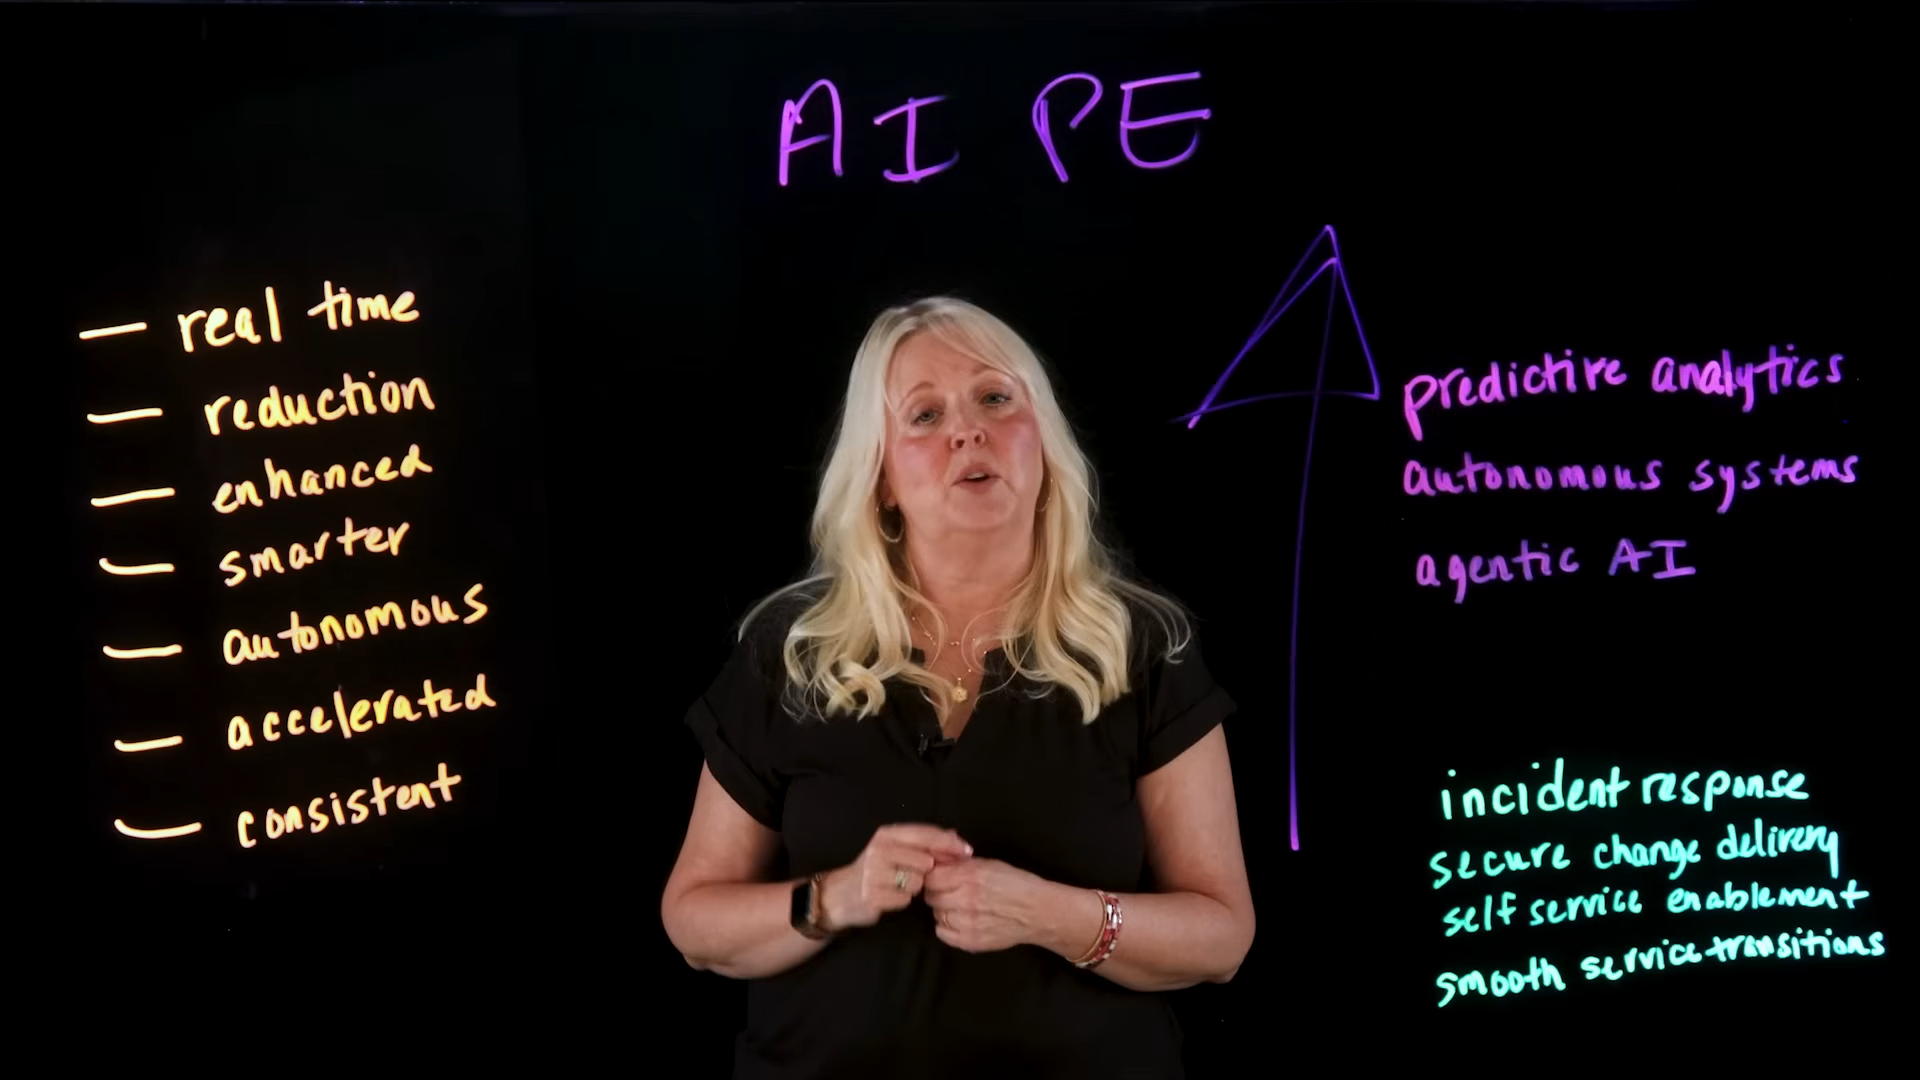 AI PE
— real time
— reduction
— enhanced
— smarter
— autonomous
— accelerated
— consistent
predictive analytics
autonomous systems
agentic AI
incident response
secure change delivery
self service enablement
smooth service transitions